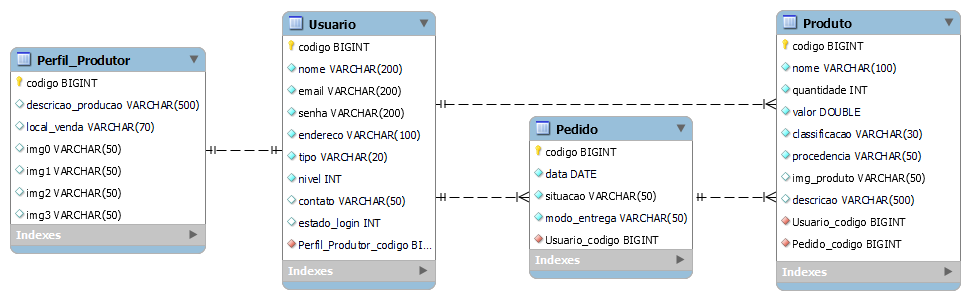 Perfil_Produtor
codigo BIGINT
descricao_producao VARCHAR(500)
local_venda VARCHAR(70)
img0 VARCHAR(50)
img1 VARCHAR(50)
img2 VARCHAR(50)
img3 VARCHAR(50)
Indexes
Usuario
codigo BIGINT
nome VARCHAR(200)
email VARCHAR(200)
senha VARCHAR(200)
endereco VARCHAR(100)
tipo VARCHAR(20)
nivel INT
contato VARCHAR(50)
estado_login INT
Perfil_Produtor_codigo BI...
Indexes
Pedido
codigo BIGINT
data DATE
situacao VARCHAR(50)
modo_entrega VARCHAR(50)
Usuario_codigo BIGINT
Indexes
Produto
codigo BIGINT
nome VARCHAR(100)
quantidade INT
valor DOUBLE
classificacao VARCHAR(30)
procedencia VARCHAR(50)
img_produto VARCHAR(50)
descricao VARCHAR(500)
Usuario_codigo BIGINT
Pedido_codigo BIGINT
Indexes